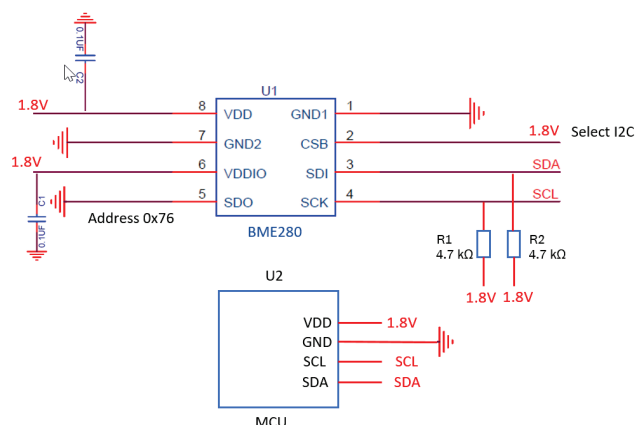 0.1UF
C2
U1
1.8V
8
VDD
GND1
1
7
GND2
CSB
2
1.8V
Select I2C
1.8V
6
VDDIO
SDI
3
SDA
5
SDO
SCK
4
SCL
C1
0.1UF
Address 0x76
BME280
R1
4.7 kΩ
R2
4.7 kΩ
1.8V
1.8V
U2
VDD
1.8V
GND
SCL
SCL
SDA
SDA
MCU